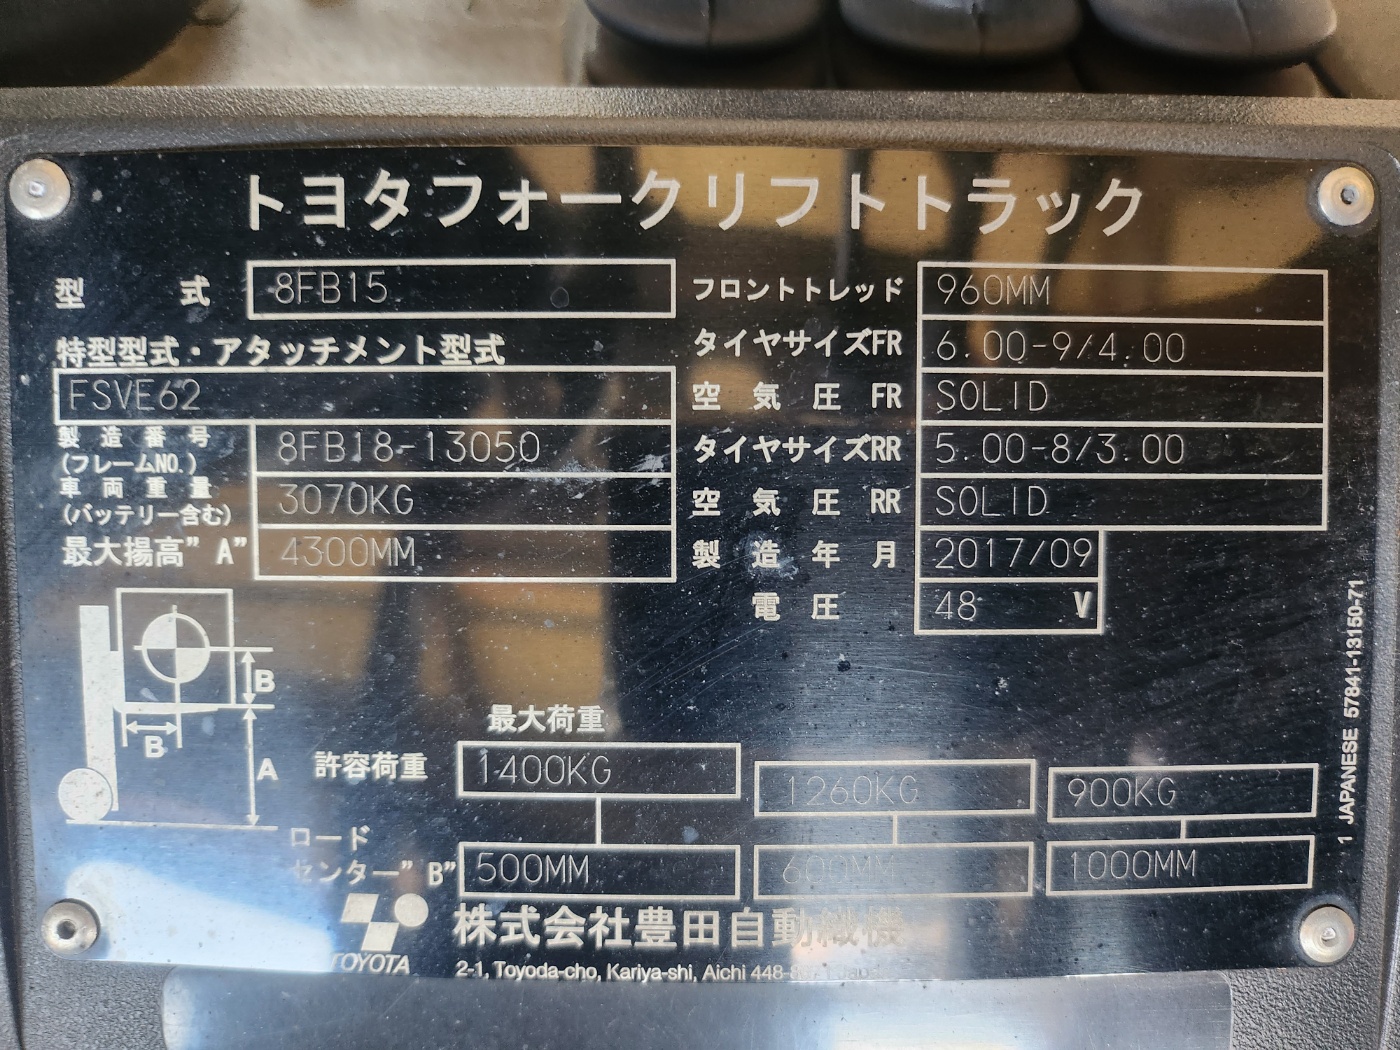 トヨタフォークリフトトラック
型 式 8FB15
特型型式・アタッチメント型式
FSVE62
製造番号 8FB18-13050
(フレームNO.)
車両重量 3070KG
(バッテリー含む)
最大揚高"A" 4300MM
フロントトレッド 960MM
タイヤサイズFR 6.00-9/4.00
空気圧 FR SOLID
タイヤサイズRR 5.00-8/3.00
空気圧 RR SOLID
製造年月 2017/09
電圧 48 V
B
B
A
最大荷重
許容荷重 1400KG 1260KG 900KG
ロード
センター"B" 500MM 600MM 1000MM
TOYOTA
株式会社豊田自動織機
2-1, Toyoda-cho, Kariya-shi, Aichi
1 JAPANESE 57841-13150-71